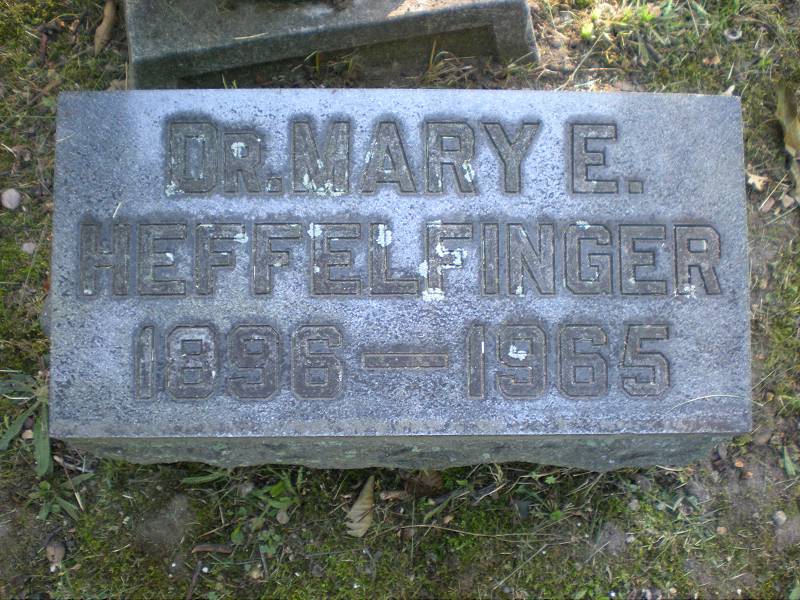 DR. MARY E.
HEFFELFINGER
1896 — 1965